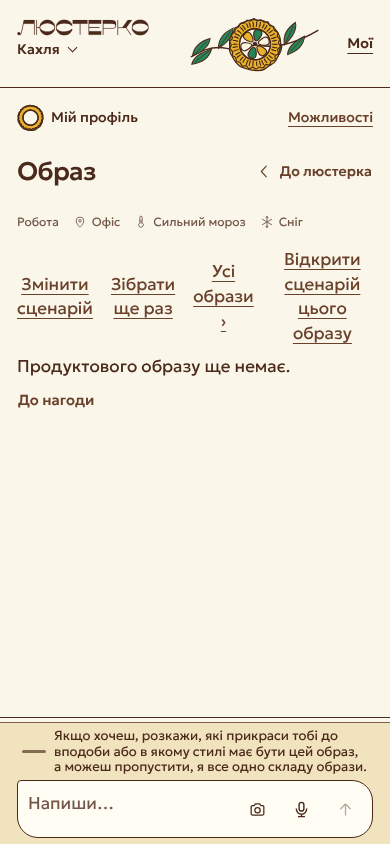 ЛЮСТЕРКО
Кахля
Мої
Мій профіль
Можливості
Образ
До люстерка
Робота Офіс Сильний мороз Сніг
Змінити
сценарій
Зібрати
ще раз
Усі
образи
›
Відкрити
сценарій
цього
образу
Продуктового образу ще немає.
До нагоди
Якщо хочеш, розкажи, які прикраси тобі до
вподоби або в якому стилі має бути цей образ,
а можеш пропустити, я все одно складу образи.
Напиши...